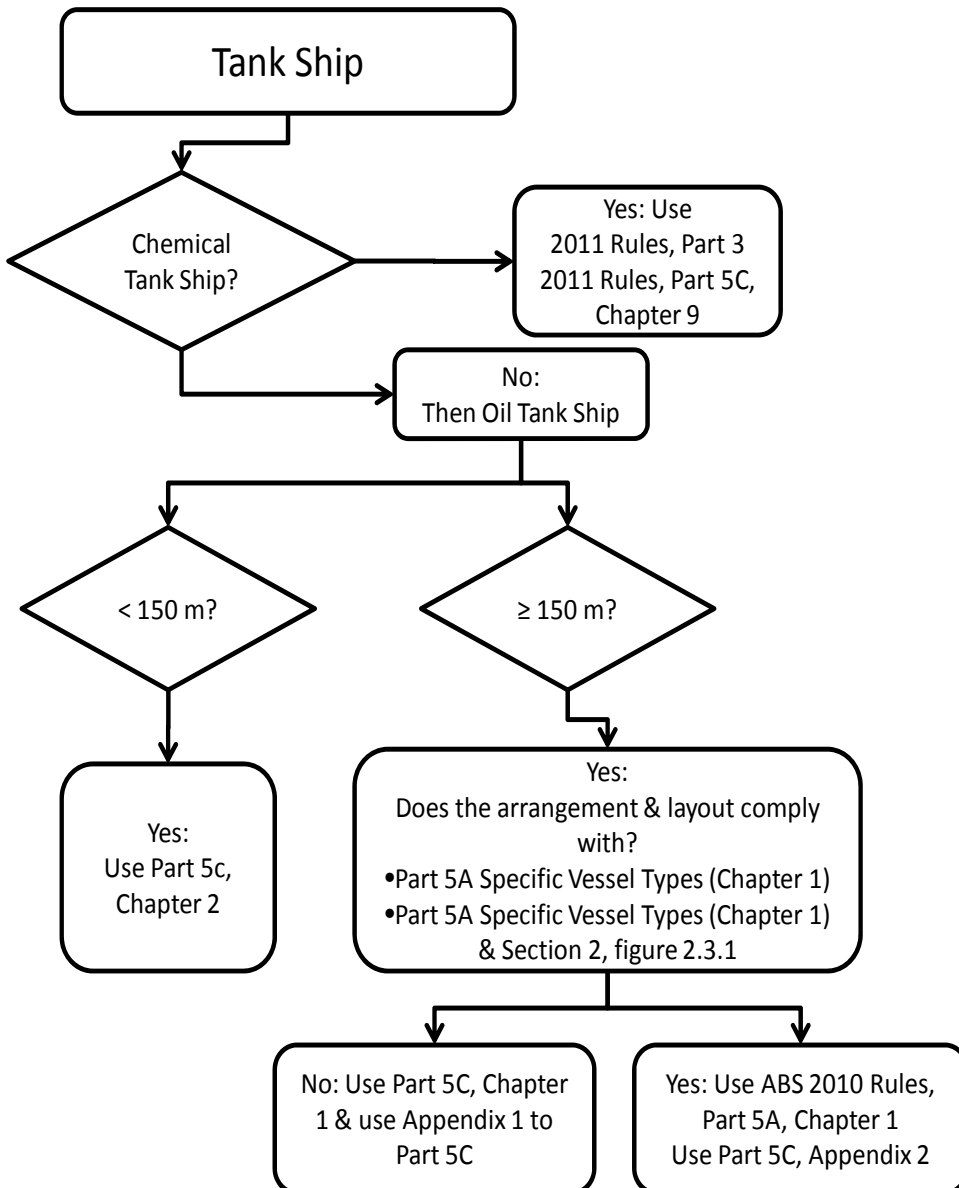 Tank Ship
Chemical
Tank Ship?
Yes: Use
2011 Rules, Part 3
2011 Rules, Part 5C,
Chapter 9
No:
Then Oil Tank Ship
< 150 m?
≥ 150 m?
Yes:
Use Part 5c,
Chapter 2
Yes:
Does the arrangement & layout comply
with?
•Part 5A Specific Vessel Types (Chapter 1)
•Part 5A Specific Vessel Types (Chapter 1)
& Section 2, figure 2.3.1
No: Use Part 5C, Chapter
1 & use Appendix 1 to
Part 5C
Yes: Use ABS 2010 Rules,
Part 5A, Chapter 1
Use Part 5C, Appendix 2